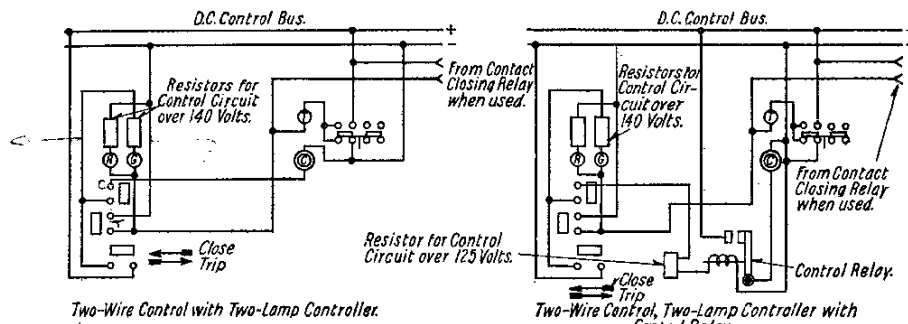 D.C. Control Bus.
+
−
Resistors for
Control Circuit
over 140 Volts.
From Contact
Closing Relay
when used.
T
R
G
C
C
T
Close
Trip
Two-Wire Control with Two-Lamp Controller.
D.C. Control Bus.
Resistors for
Control Cir-
cuit over
140 Volts.
T
R
G
C
From Contact
Closing Relay
when used.
Resistor for Control
Circuit over 125 Volts.
Control Relay.
Close
Trip
Two-Wire Control, Two-Lamp Controller with
Control Relay